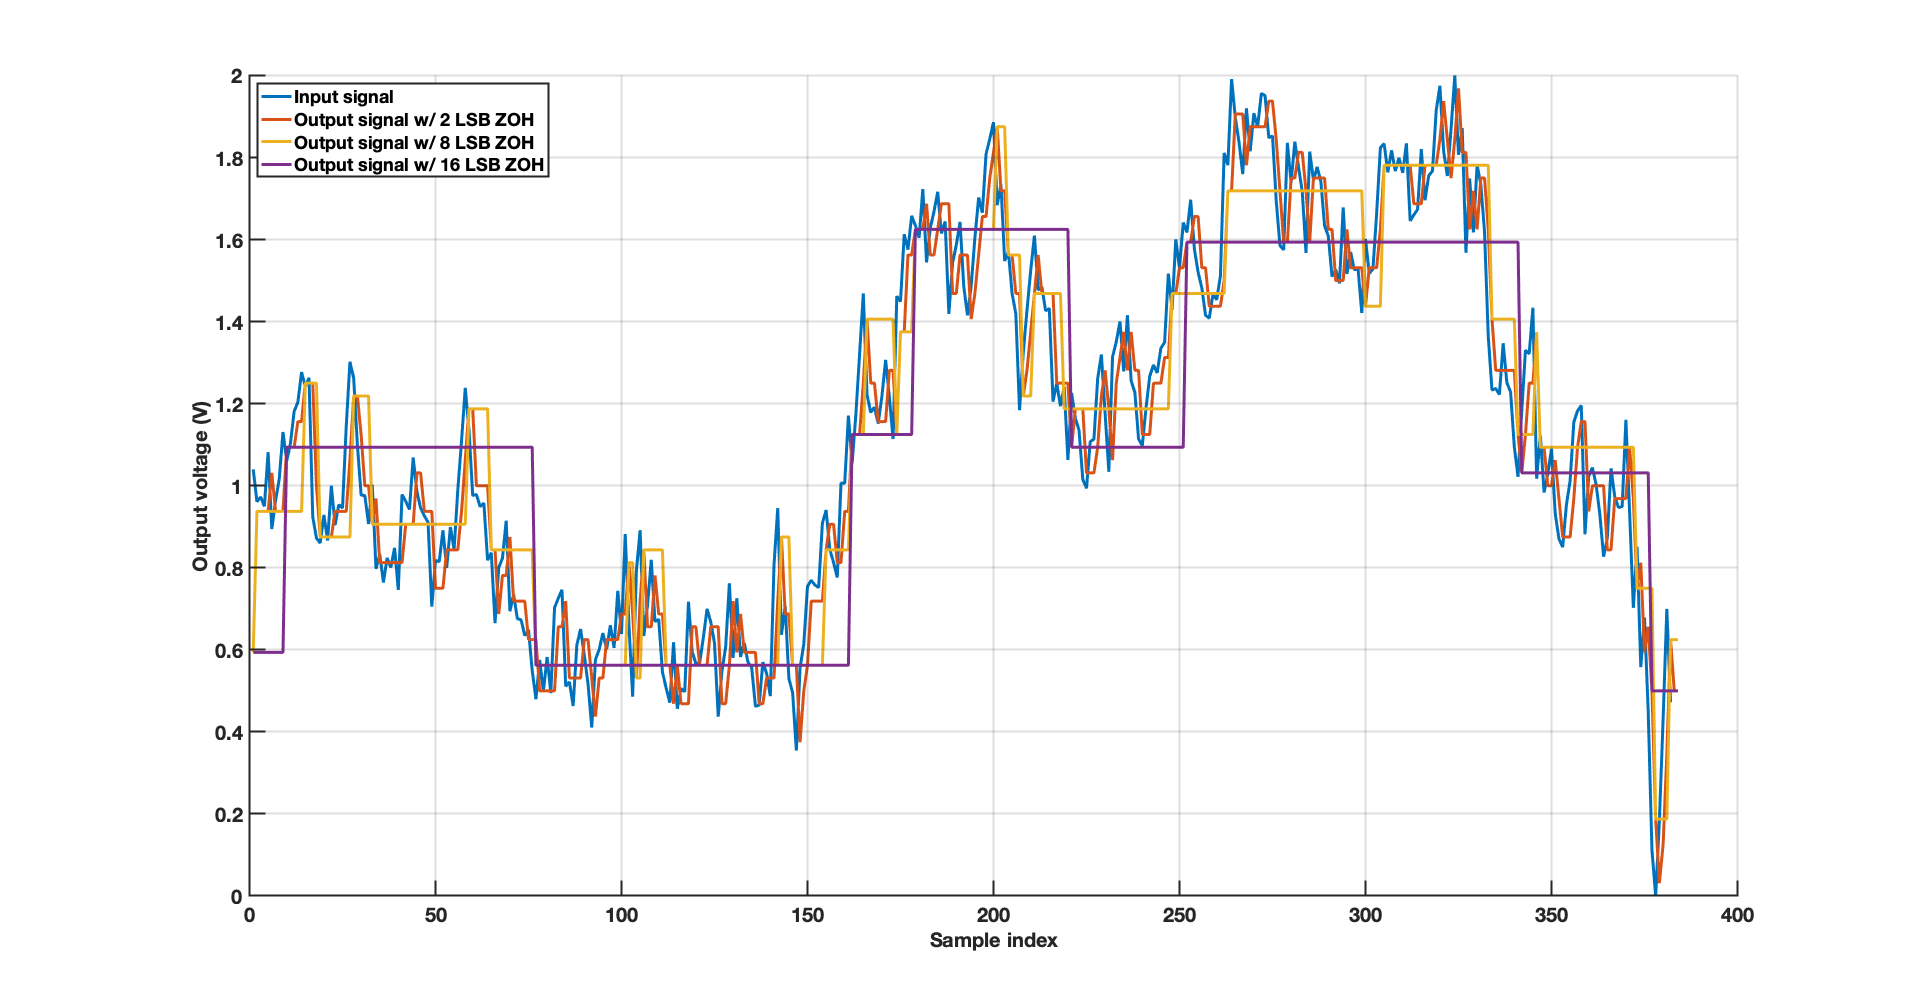 Input signal
Output signal w/ 2 LSB ZOH
Output signal w/ 8 LSB ZOH
Output signal w/ 16 LSB ZOH
Output voltage (V)
2
1.8
1.6
1.4
1.2
1
0.8
0.6
0.4
0.2
0
0 50 100 150 200 250 300 350 400
Sample index